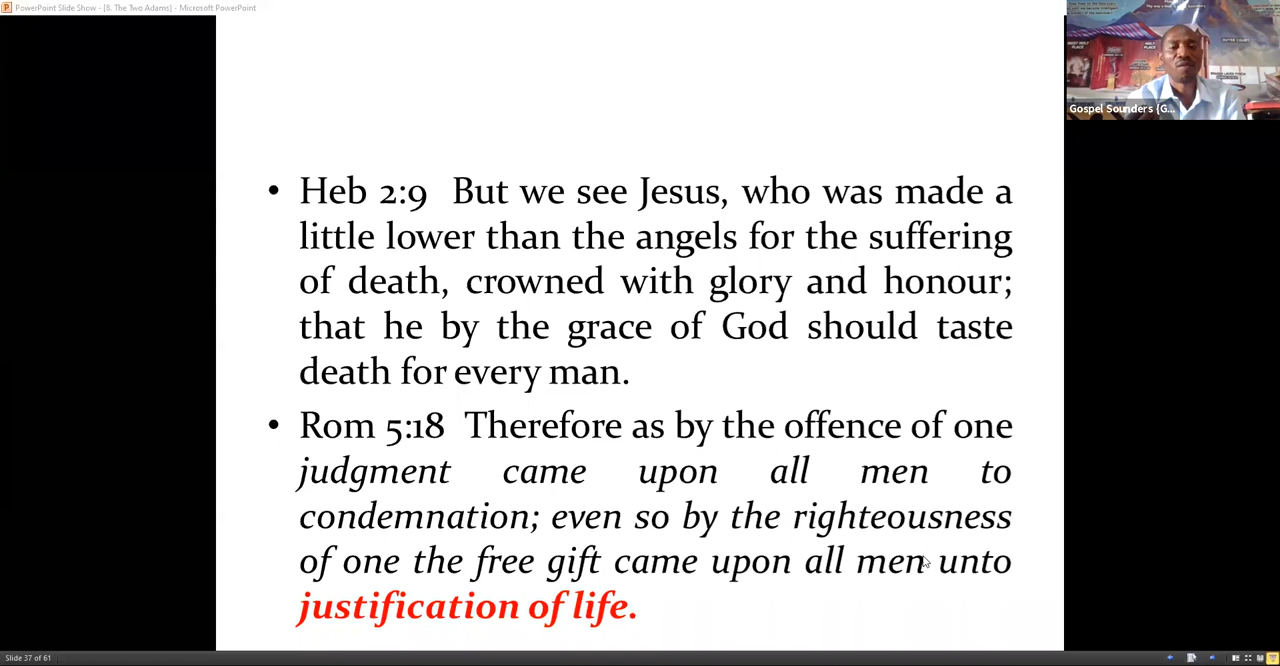 PowerPoint Slide Show - [8. The Two Adams] - Microsoft PowerPoint
Gospel Sounders {G...
• Heb 2:9  But we see Jesus, who was made a
little lower than the angels for the suffering
of death, crowned with glory and honour;
that he by the grace of God should taste
death for every man.
• Rom 5:18  Therefore as by the offence of one
judgment came upon all men to
condemnation; even so by the righteousness
of one the free gift came upon all men unto
justification of life.
Slide 37 of 61